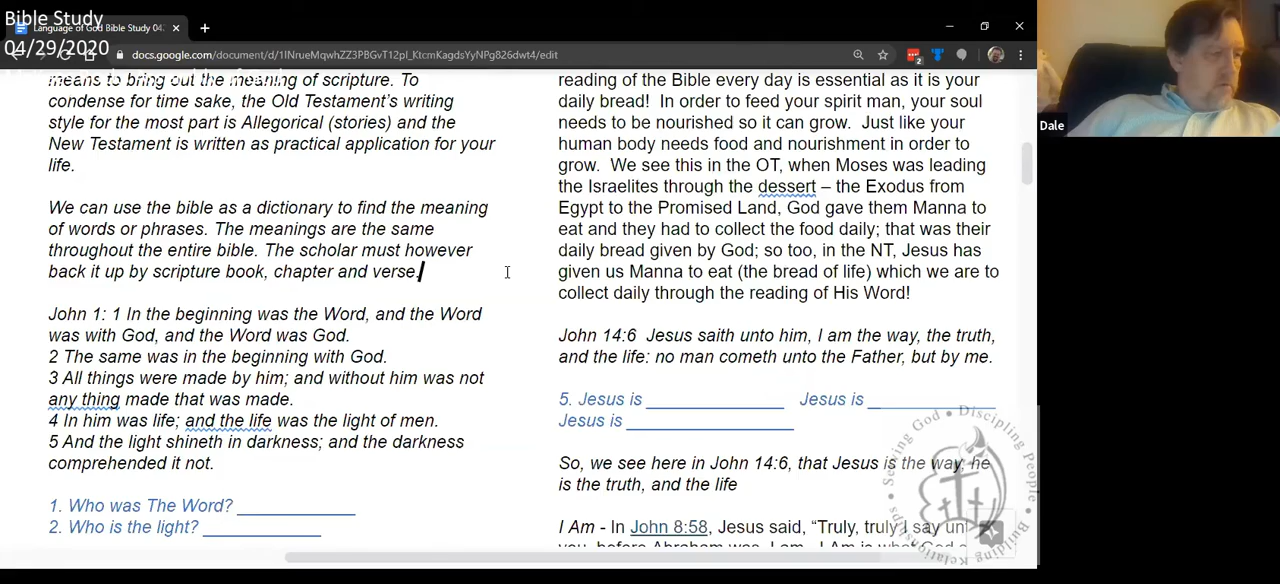 Bible Study
04/29/2020
Language of God Bible Study 04
docs.google.com/document/d/1INrueMqwhZZ3PBGvT12pl_KtcmKagdsYyNPg826dwt4/edit
2
Dale
means to bring out the meaning of scripture. To
condense for time sake, the Old Testament's writing
style for the most part is Allegorical (stories) and the
New Testament is written as practical application for your
life.
We can use the bible as a dictionary to find the meaning
of words or phrases. The meanings are the same
throughout the entire bible. The scholar must however
back it up by scripture book, chapter and verse.
John 1: 1 In the beginning was the Word, and the Word
was with God, and the Word was God.
2 The same was in the beginning with God.
3 All things were made by him; and without him was not
any thing made that was made.
4 In him was life; and the life was the light of men.
5 And the light shineth in darkness; and the darkness
comprehended it not.
1. Who was The Word? ______________
2. Who is the light? ______________
reading of the Bible every day is essential as it is your
daily bread! In order to feed your spirit man, your soul
needs to be nourished so it can grow. Just like your
human body needs food and nourishment in order to
grow. We see this in the OT, when Moses was leading
the Israelites through the dessert – the Exodus from
Egypt to the Promised Land, God gave them Manna to
eat and they had to collect the food daily; that was their
daily bread given by God; so too, in the NT, Jesus has
given us Manna to eat (the bread of life) which we are to
collect daily through the reading of His Word!
John 14:6 Jesus saith unto him, I am the way, the truth,
and the life: no man cometh unto the Father, but by me.
5. Jesus is ________________ Jesus is ________________
Jesus is ___________________
So, we see here in John 14:6, that Jesus is the way, he
is the truth, and the life
I Am - In John 8:58, Jesus said, “Truly, truly I say un
you, before Abraham was, I am
Serving God • Discipling People • Building Relationships